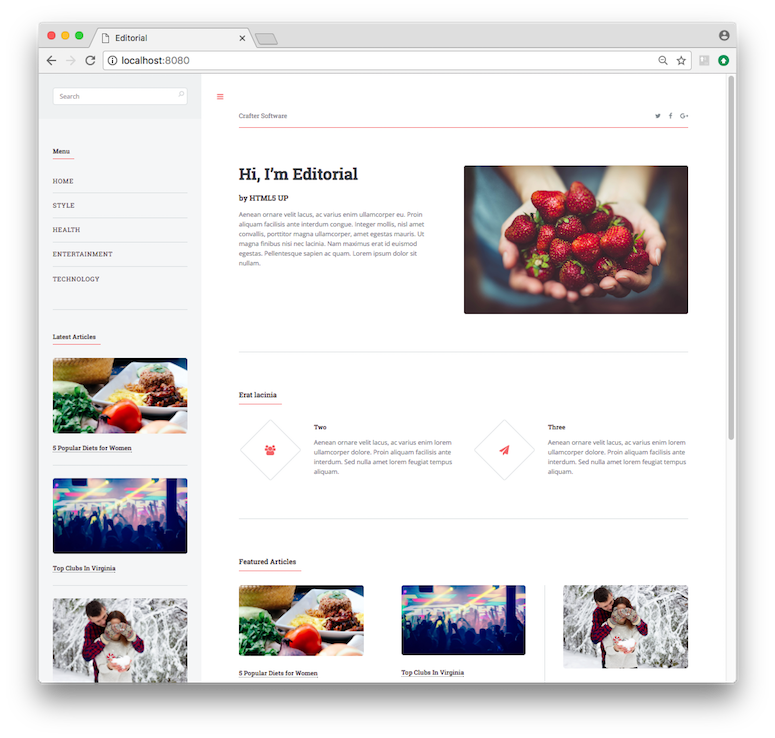 Editorial
localhost:8080
Search
Menu
HOME
STYLE
HEALTH
ENTERTAINMENT
TECHNOLOGY
Latest Articles
5 Popular Diets for Women
Top Clubs In Virginia
Crafter Software
Hi, I'm Editorial
by HTML5 UP
Aenean ornare velit lacus, ac varius enim ullamcorper eu. Proin
aliquam facilisis ante interdum congue. Integer mollis, nisl amet
convallis, porttitor magna ullamcorper, amet egestas mauris. Ut
magna finibus nisi nec lacinia. Nam maximus erat id euismod
egestas. Pellentesque sapien ac quam. Lorem ipsum dolor sit
nullam.
Erat lacinia
Two
Aenean ornare velit lacus, ac varius enim lorem
ullamcorper dolore. Proin aliquam facilisis ante
interdum. Sed nulla amet lorem feugiat tempus
aliquam.
Three
Aenean ornare velit lacus, ac varius enim lorem
ullamcorper dolore. Proin aliquam facilisis ante
interdum. Sed nulla amet lorem feugiat tempus
aliquam.
Featured Articles
5 Popular Diets for Women
Top Clubs In Virginia